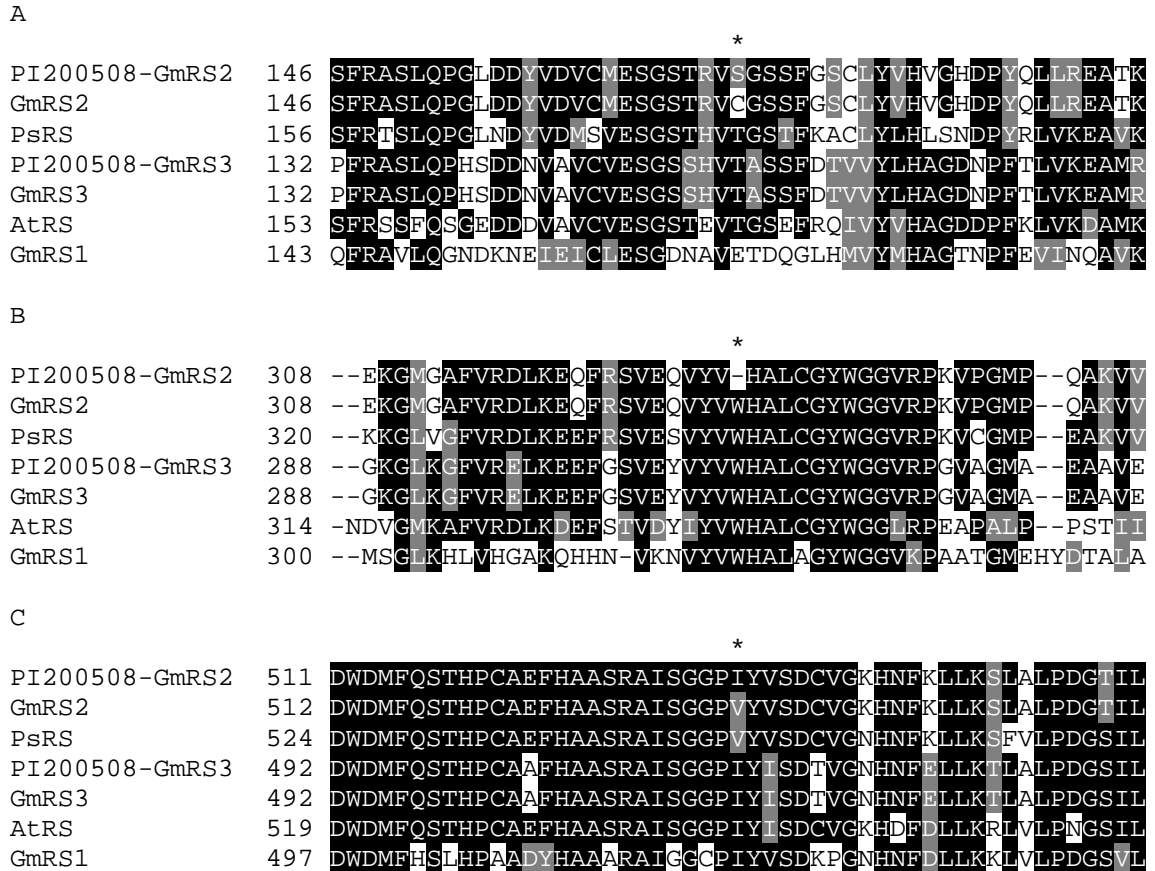 A
*
PI200508-GmRS2 146 SFRASLQPGLDDYVDVCMESGSTRVSGSSFGSCLYVHVGHDPYQLLREATK
GmRS2 146 SFRASLQPGLDDYVDVCMESGSTRVCGSSFGSCLYVHVGHDPYQLLREATK
PsRS 156 SFRTSLQPGLNDYVDMSVESGSTHVTGSTFKACLYLHLSNDPYRLVKEAVK
PI200508-GmRS3 132 PFRASLQPHSDDNVAVCVESGSSHVTASSFDTVVYLHAGDNPFTLVKEAMR
GmRS3 132 PFRASLQPHSDDNVAVCVESGSSHVTASSFDTVVYLHAGDNPFTLVKEAMR
AtRS 153 SFRSSFQSGEDDDVAVCVESGSTEVTGSEFRQIVYVHAGDDPFKLVKDAMK
GmRS1 143 QFRAVLQGNDKNEIEICLESGDNAVETDQGLHMVYMHAGTNPFEVINQAVK
B
*
PI200508-GmRS2 308 --EKGMGAFVRDLKEQFRSVEQVYV-HALCGYWGGVRPKVPGMP--QAKVV
GmRS2 308 --EKGMGAFVRDLKEQFRSVEQVYVWHALCGYWGGVRPKVPGMP--QAKVV
PsRS 320 --KKGLVGFVRDLKEEFRSVESVYVWHALCGYWGGVRPKVCGMP--EAKVV
PI200508-GmRS3 288 --GKGLKGFVRELKEEFGSVEYVYVWHALCGYWGGVRPGVAGMA--EAAVE
GmRS3 288 --GKGLKGFVRELKEEFGSVEYVYVWHALCGYWGGVRPGVAGMA--EAAVE
AtRS 314 -NDVGMKAFVRDLKDEFSTVDYIYVWHALCGYWGGLRPEAPALP--PSTII
GmRS1 300 --MSGLKHLVHGAKQHHN-VKNVYVWHALAGYWGGVKPAATGMEHYDTALA
C
*
PI200508-GmRS2 511 DWDMFQSTHPCAEFHAASRAISGGPIYVSDCVGKHNFKLLKSLALPDGTIL
GmRS2 512 DWDMFQSTHPCAEFHAASRAISGGPVYVSDCVGKHNFKLLKSLALPDGTIL
PsRS 524 DWDMFQSTHPCAEFHAASRAISGGPVYVSDCVGNHNFKLLKSFVLPDGSIL
PI200508-GmRS3 492 DWDMFQSTHPCAAFHAASRAISGGPIYISDTVGNHNFELLKTLALPDGSIL
GmRS3 492 DWDMFQSTHPCAAFHAASRAISGGPIYISDTVGNHNFELLKTLALPDGSIL
AtRS 519 DWDMFQSTHPCAEFHAASRAISGGPIYISDCVGKHDFDLLKRLVLPNGSIL
GmRS1 497 DWDMFHSLHPAADYHAAARAIGGCPIYVSDKPGNHNFDLLKKLVLPDGSVL